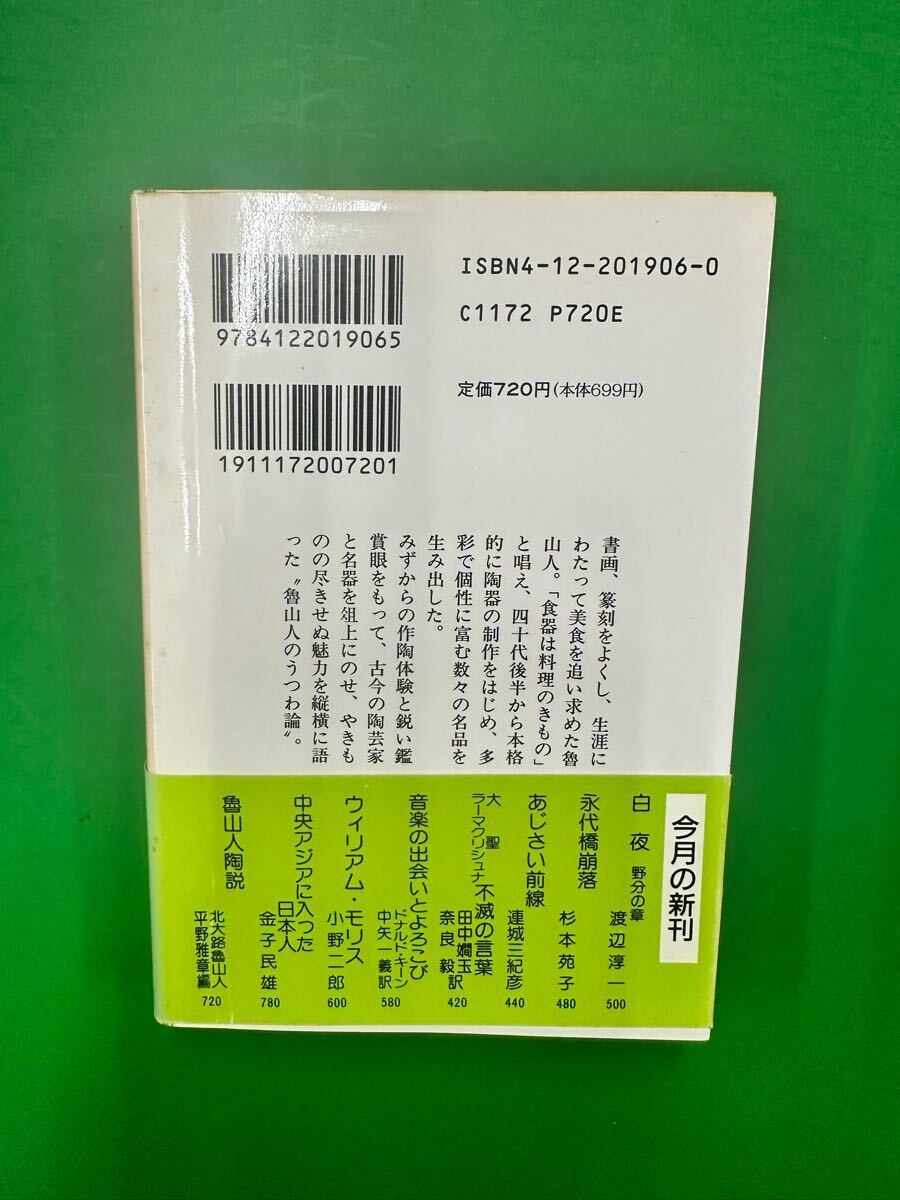 ISBN4-12-201906-0
C1172 P720E
9784122019065
定価720円(本体699円)
1911172007201
書画、篆刻をよくし、生涯に
わたって美食を追い求めた魯
山人。「食器は料理のきもの」
と唱え、四十代後半から本格
的に陶器の制作をはじめ、多
彩で個性に富む数々の名品を
生み出した。
みずからの作陶体験と鋭い鑑
賞眼をもって、古今の陶芸家
と名器を俎上にのせ、やきも
のの尽きせぬ魅力を縦横に語
った〝魯山人のうつわ論〟。
今月の新刊
白夜 野分の章 渡辺淳一 500
永代橋崩落 杉本苑子 480
あじさい前線 連城三紀彦 440
大聖
ラーマクリシュナ 不滅の言葉
田中嫺玉
奈良毅訳 420
音楽の出会いとよろこび
ドナルド・キーン
中矢一義訳 580
ウィリアム・モリス 小野二郎 600
中央アジアに入った
日本人 金子民雄 780
魯山人陶説
北大路魯山人
平野雅章編 720